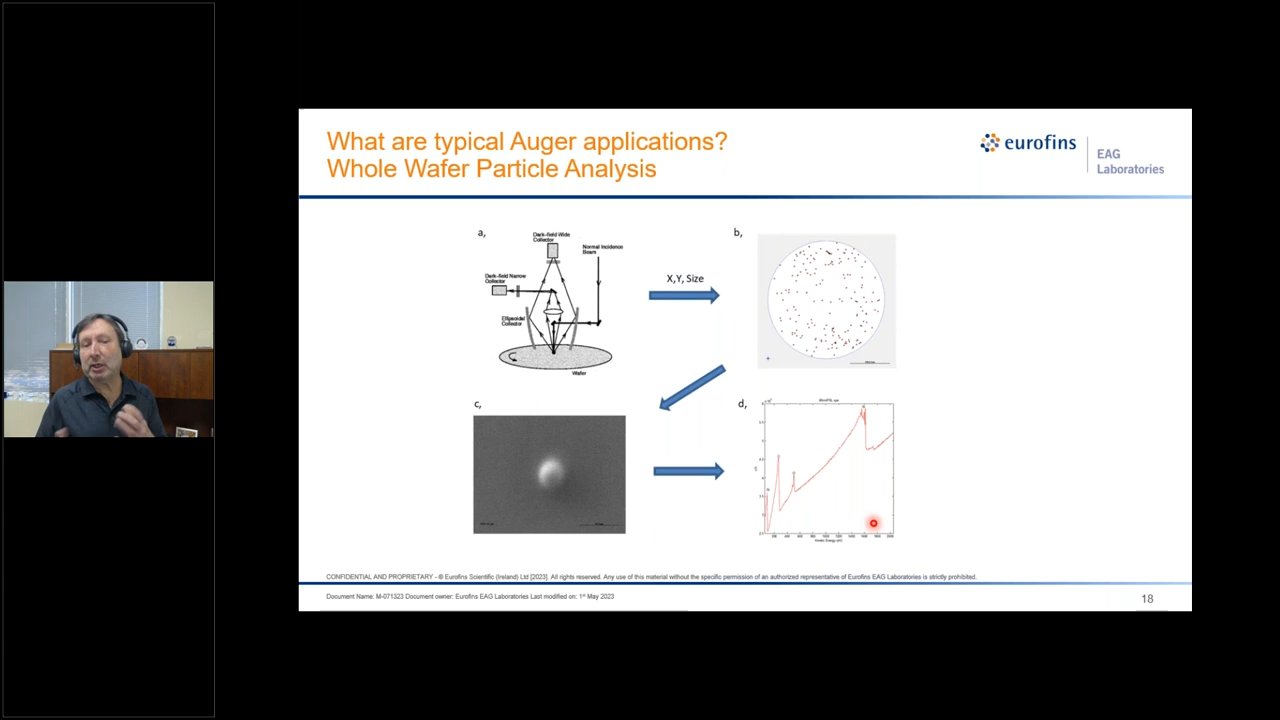 What are typical Auger applications?
Whole Wafer Particle Analysis
eurofins
EAG
Laboratories
a,
Dark-field Wide
Collector
Normal Incidence
Beam
Dark-field Narrow
Collector
Ellipsoidal
Collector
Wafer
X,Y, Size
b,
c,
d,
Kinetic Energy (eV)
CONFIDENTIAL AND PROPRIETARY - © Eurofins Scientific (Ireland) Ltd [2023]. All rights reserved. Any use of this material without the specific permission of an authorized representative of Eurofins EAG Laboratories is strictly prohibited.
Document Name: M-071323 Document owner: Eurofins EAG Laboratories Last modified on: 1st May 2023
18